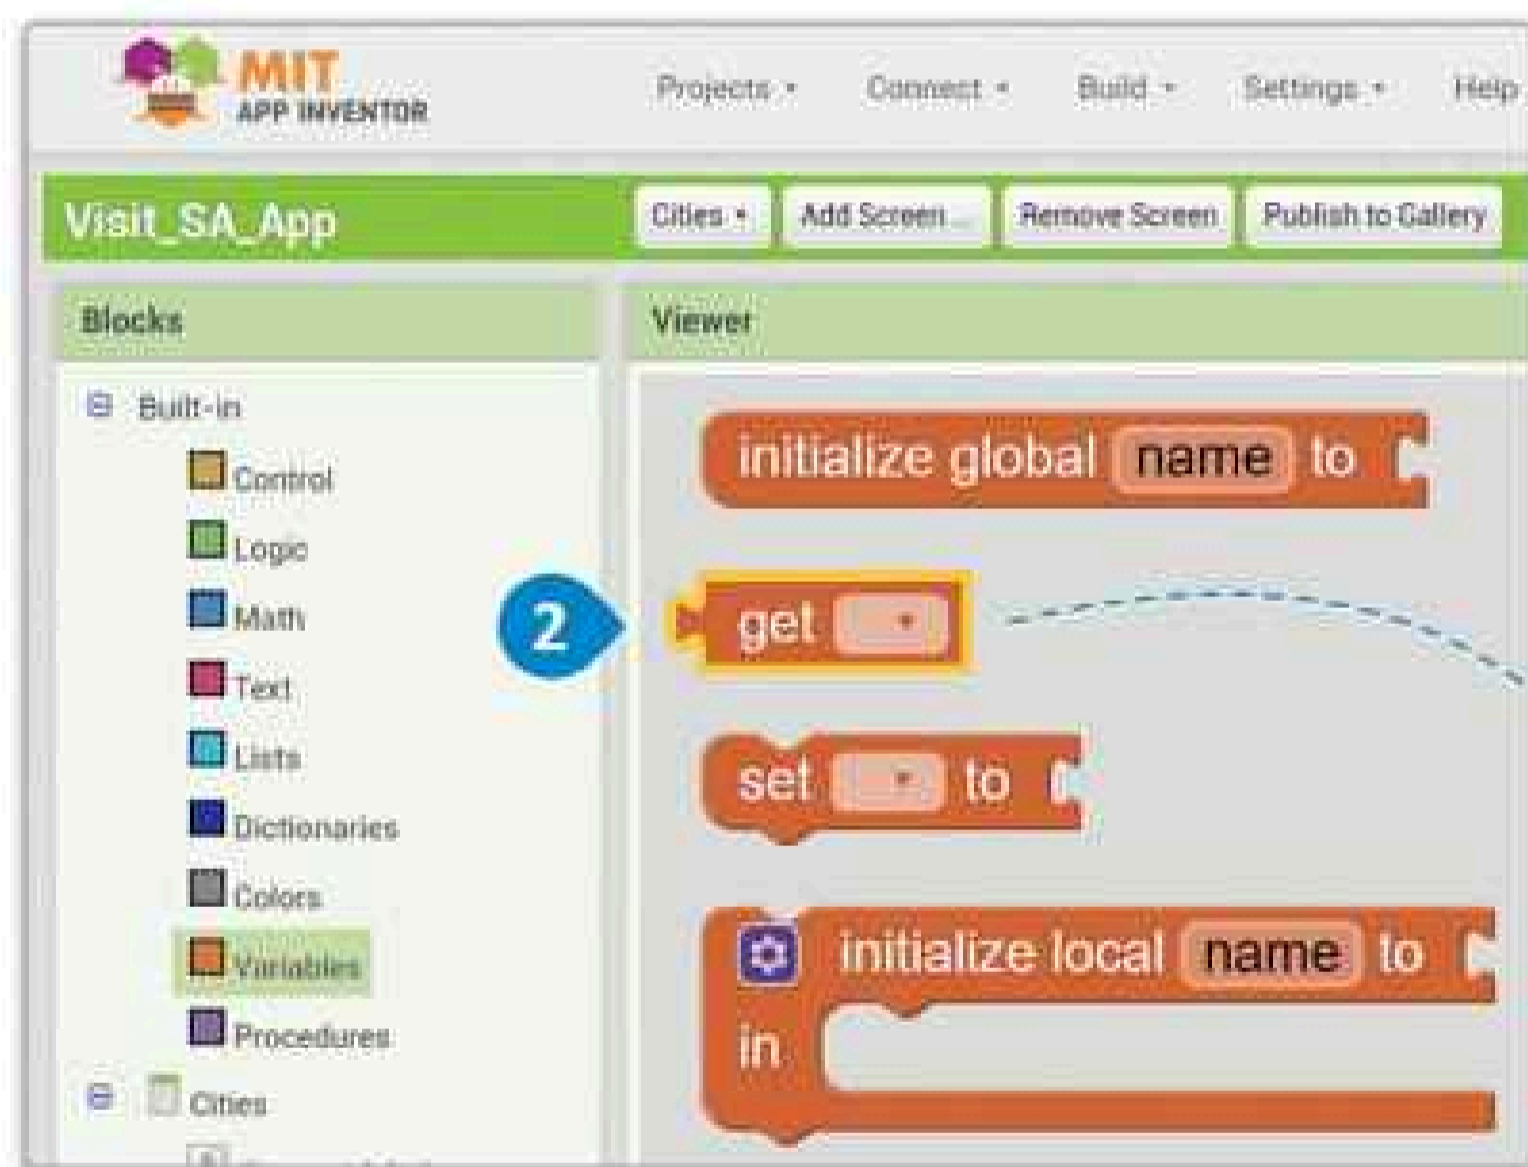 MIT
APP INVENTOR
Projects Connect Build Settings Help
Visit_SA_App
Cities Add Screen ... Remove Screen Publish to Gallery
Blocks
Viewer
Built-in
Control
Logic
Math
Text
Lists
Dictionaries
Colors
Variables
Procedures
Cities
initialize global name to
2
get
set to
initialize local name to
in